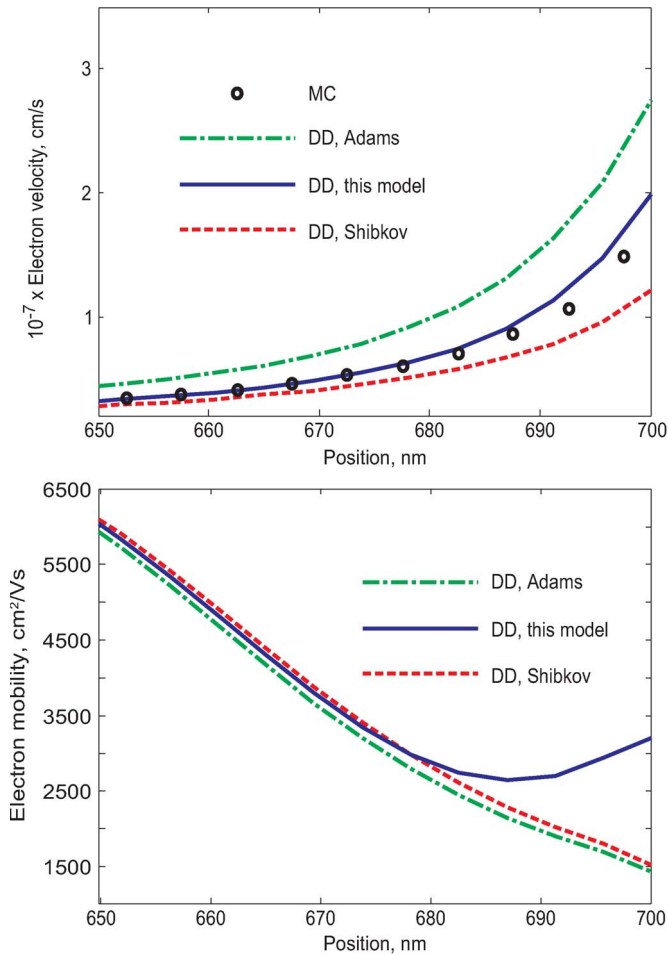 3
2
1
10⁻⁷ x Electron velocity, cm/s
MC
DD, Adams
DD, this model
DD, Shibkov
650 660 670 680 690 700
Position, nm
6500
5500
4500
3500
2500
1500
Electron mobility, cm²/Vs
DD, Adams
DD, this model
DD, Shibkov
650 660 670 680 690 700
Position, nm